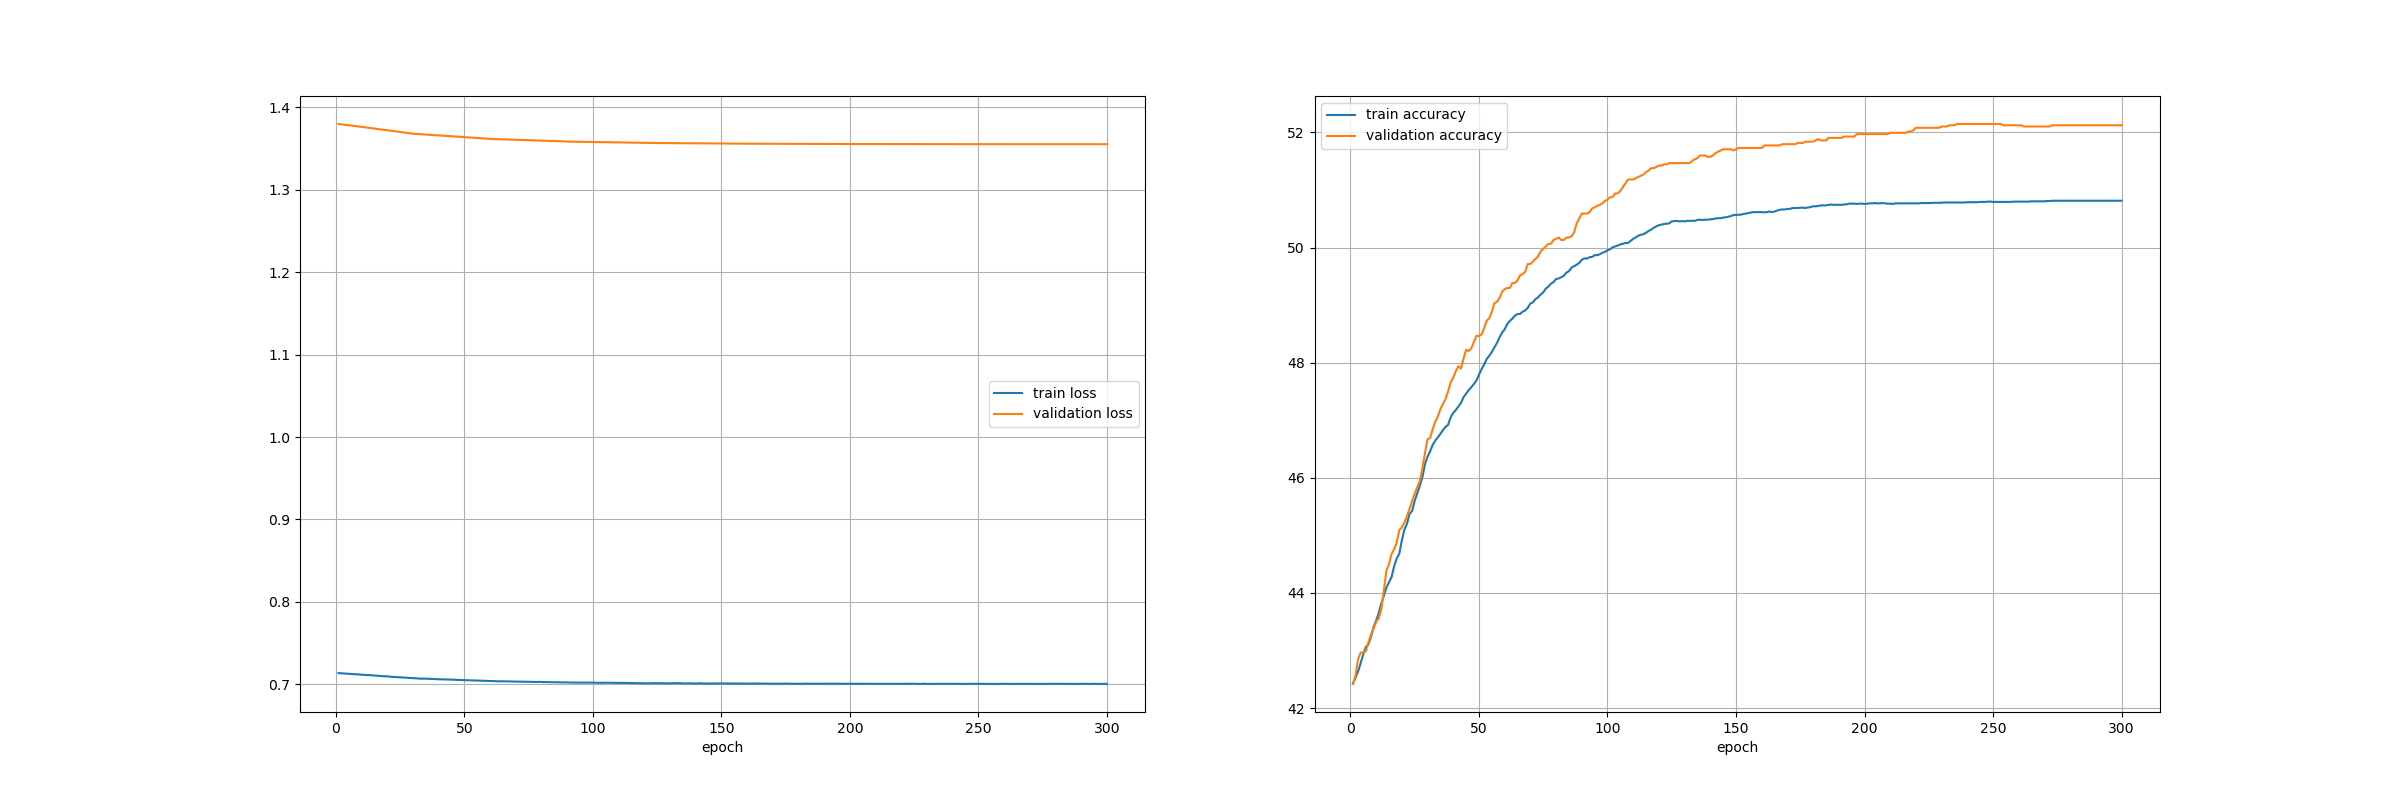 1.4
1.3
1.2
1.1
1.0
0.9
0.8
0.7
0 50 100 150 200 250 300
epoch
train loss
validation loss
train accuracy
validation accuracy
52
50
48
46
44
42
0 50 100 150 200 250 300
epoch